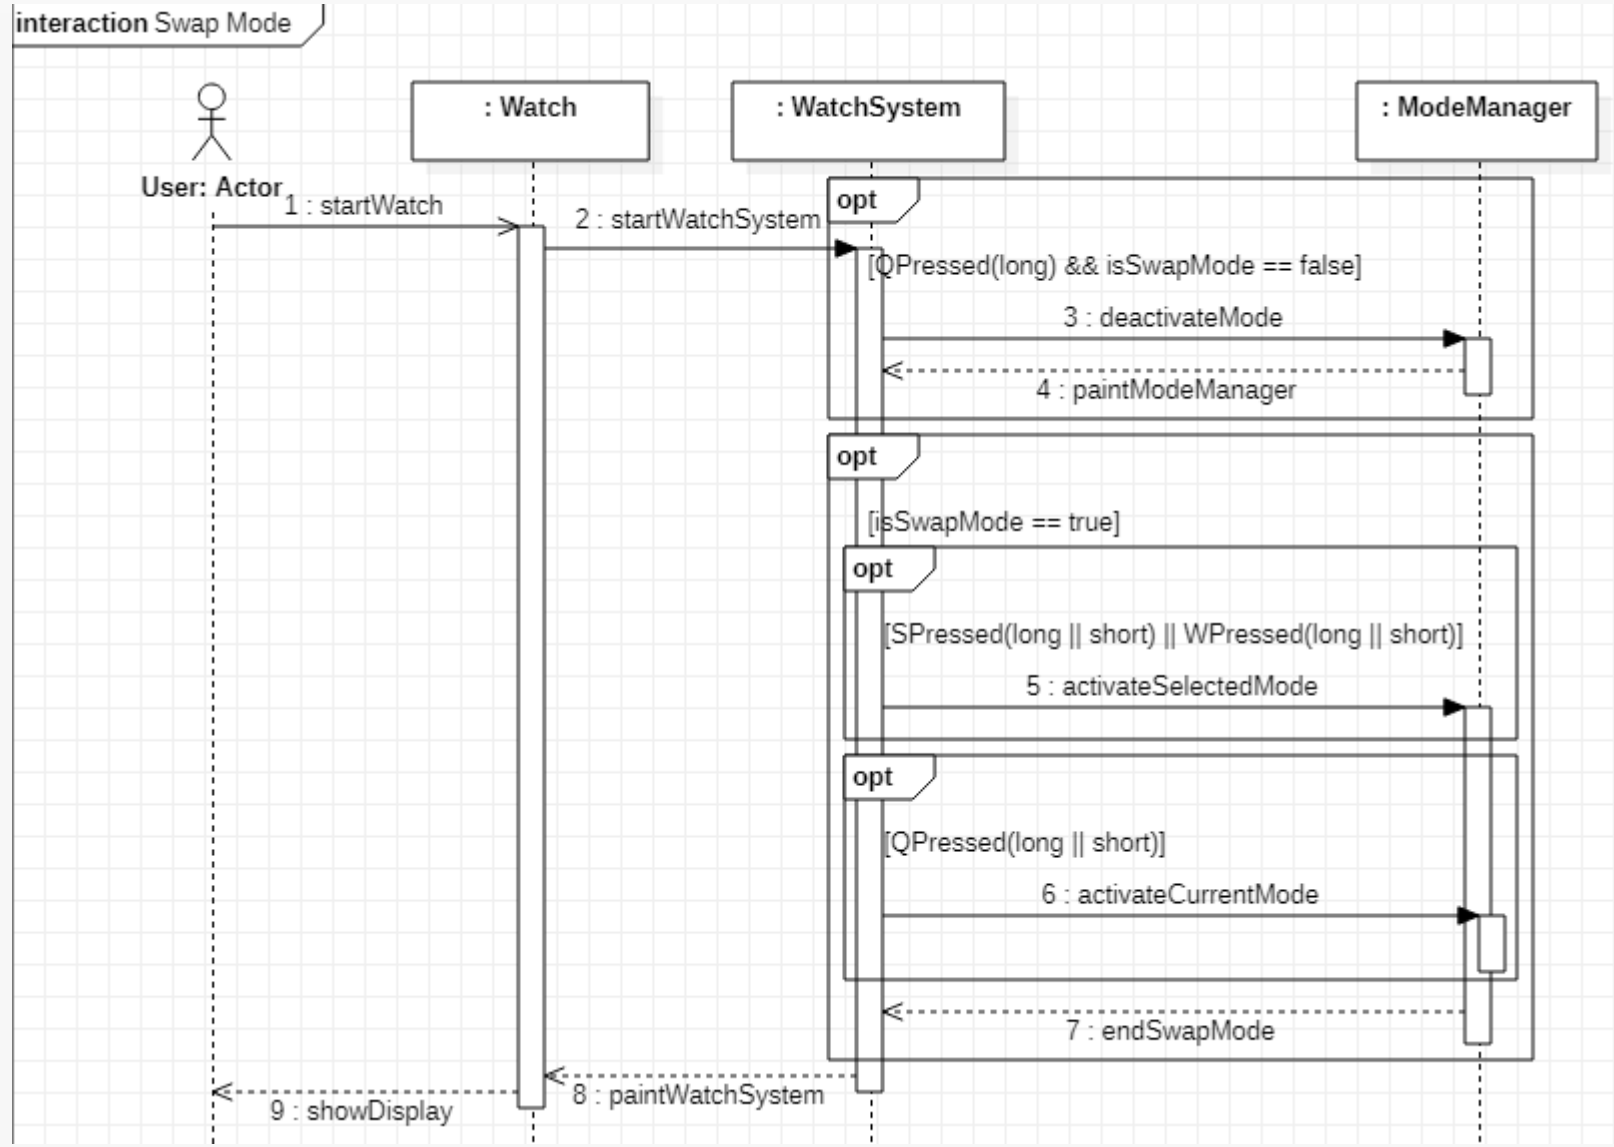 interaction Swap Mode
: Watch
: WatchSystem
: ModeManager
User: Actor
1 : startWatch
2 : startWatchSystem
opt
[QPressed(long) && isSwapMode == false]
3 : deactivateMode
4 : paintModeManager
opt
[isSwapMode == true]
opt
[SPressed(long || short) || WPressed(long || short)]
5 : activateSelectedMode
opt
[QPressed(long || short)]
6 : activateCurrentMode
7 : endSwapMode
8 : paintWatchSystem
9 : showDisplay